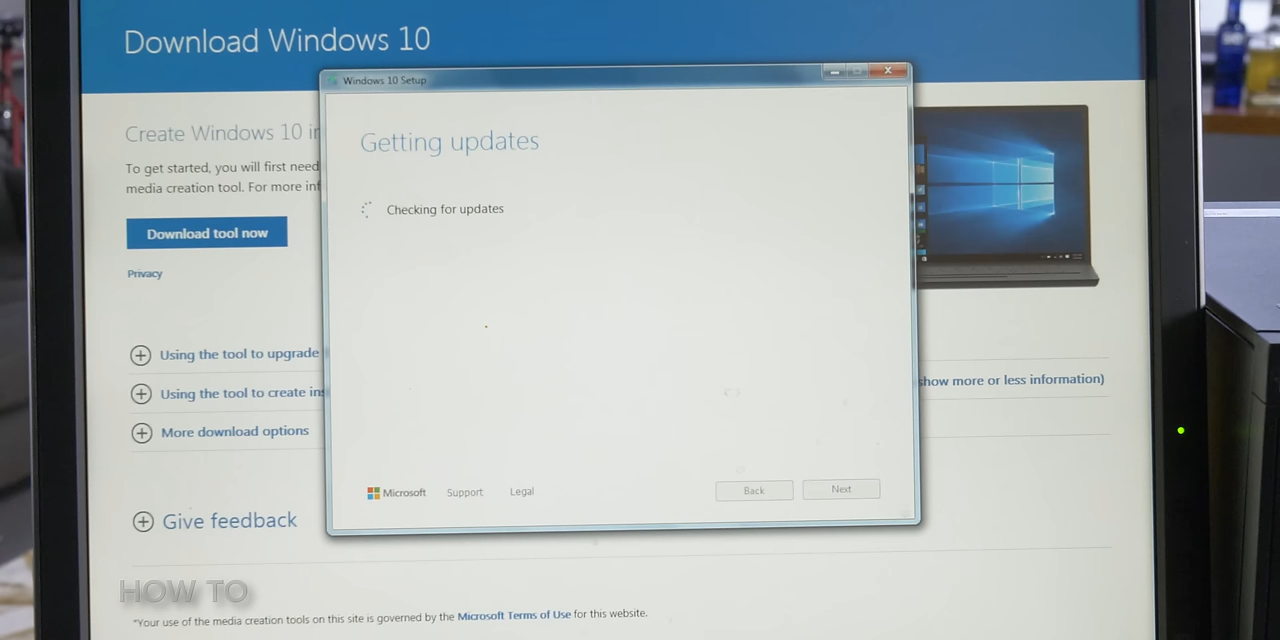 Download Windows 10
Windows 10 Setup
Create Windows 10
To get started, you will first need
media creation tool. For more
Download tool now
Privacy
Getting updates
Checking for updates
Using the tool to upgrade
Using the tool to create
More download options
show more or less information)
Microsoft Support Legal
Back Next
Give feedback
HOW TO
*Your use of the media creation tools on this site is governed by the Microsoft Terms of Use for this website.